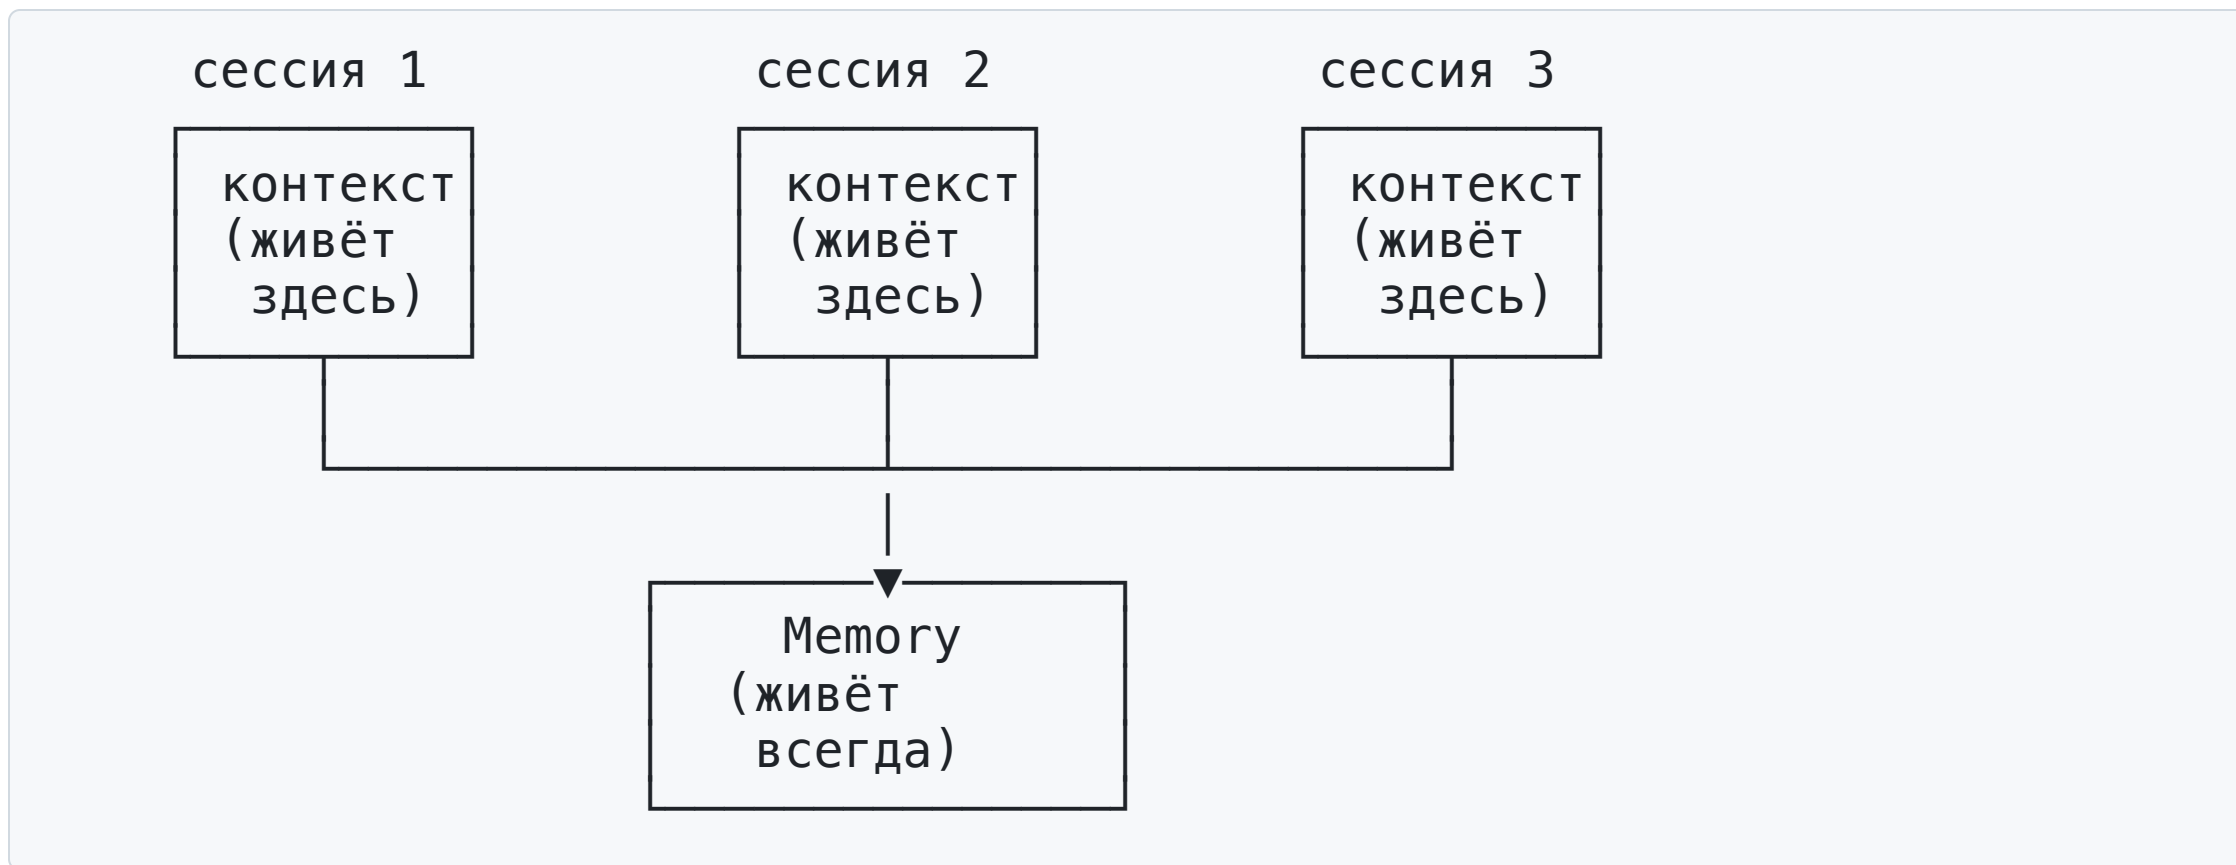 сессия 1 сессия 2 сессия 3
контекст контекст контекст
(живёт (живёт (живёт
здесь) здесь) здесь)
Memory
(живёт
всегда)